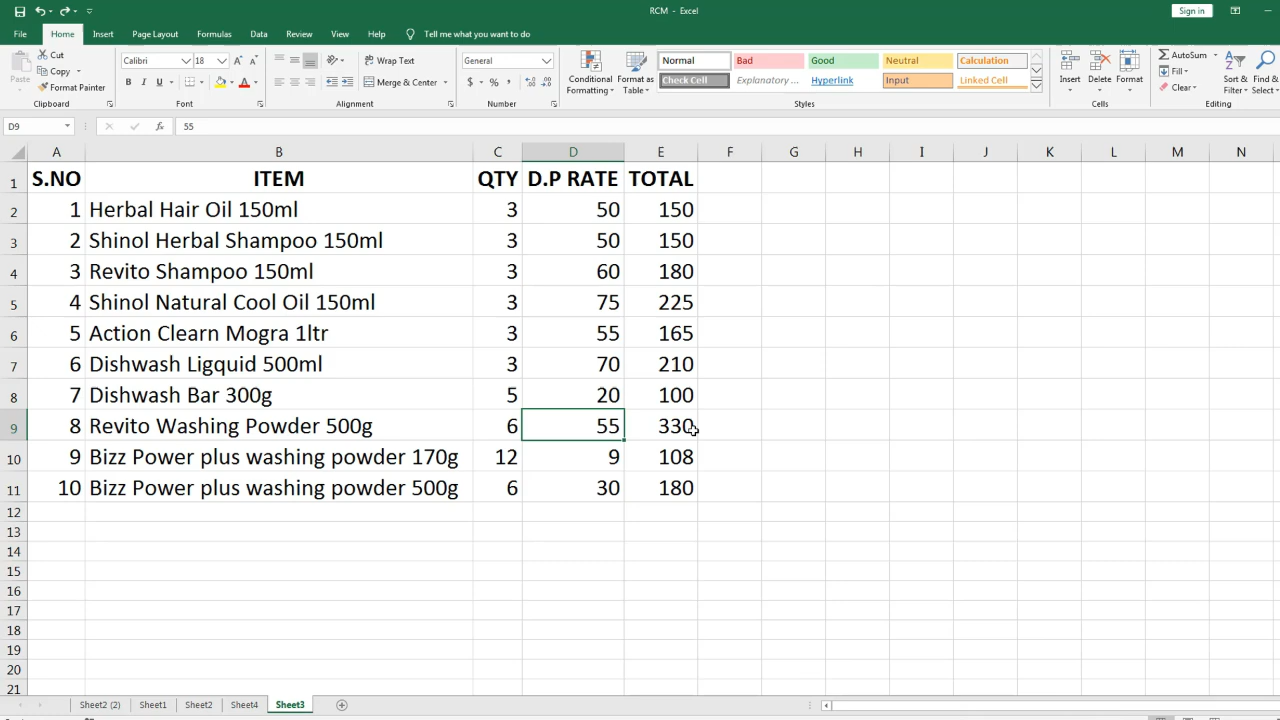 RCM - Excel
Sign in
File Home Insert Page Layout Formulas Data Review View Help Tell me what you want to do
Cut
Copy
Format Painter
Paste
Clipboard
Calibri 18
B I U
Font
Wrap Text
Merge & Center
Alignment
General
$ % ,
Number
Conditional Formatting
Format as Table
Normal Bad Good Neutral Calculation
Check Cell Explanatory ... Hyperlink Input Linked Cell
Styles
Insert Delete Format
Cells
AutoSum
Fill
Clear
Sort & Filter
Find & Select
Editing
D9 fx 55
A B C D E F G H I J K L M N
1 S.NO ITEM QTY D.P RATE TOTAL
2 1 Herbal Hair Oil 150ml 3 50 150
3 2 Shinol Herbal Shampoo 150ml 3 50 150
4 3 Revito Shampoo 150ml 3 60 180
5 4 Shinol Natural Cool Oil 150ml 3 75 225
6 5 Action Clearn Mogra 1ltr 3 55 165
7 6 Dishwash Ligquid 500ml 3 70 210
8 7 Dishwash Bar 300g 5 20 100
9 8 Revito Washing Powder 500g 6 55 330
10 9 Bizz Power plus washing powder 170g 12 9 108
11 10 Bizz Power plus washing powder 500g 6 30 180
12
13
14
15
16
17
18
19
20
21
Sheet2 (2) Sheet1 Sheet2 Sheet4 Sheet3